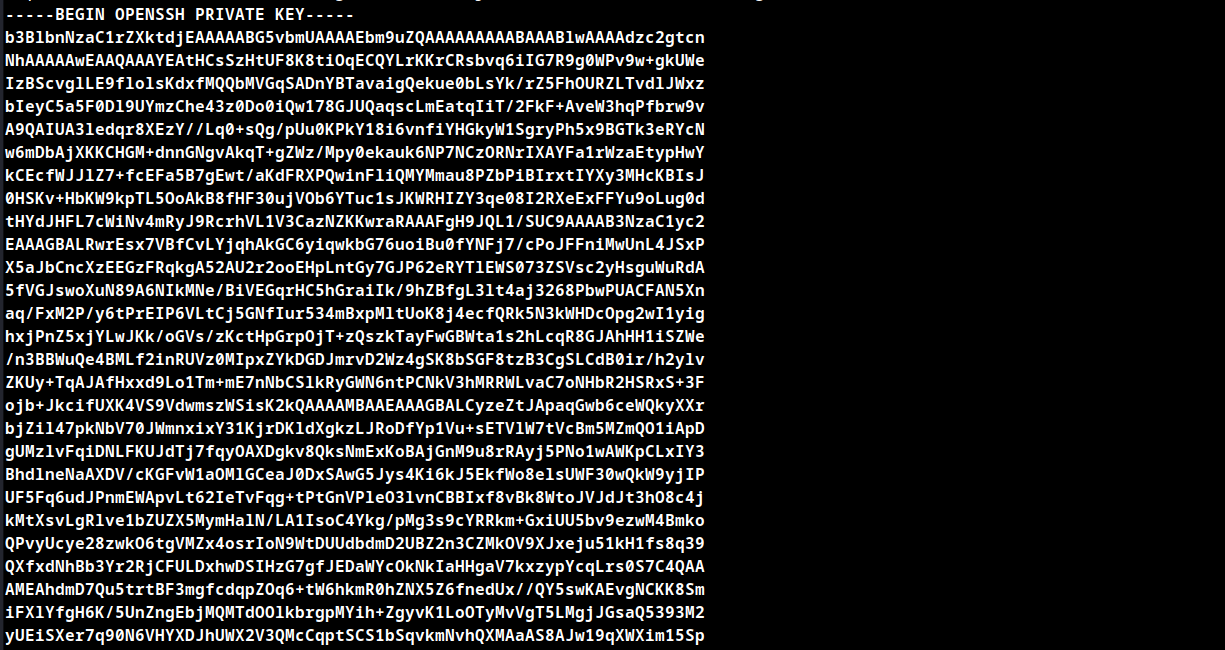 -----BEGIN OPENSSH PRIVATE KEY-----
b3BlbnNzaC1rZXktdjEAAAAABG5vbmUAAAAEbm9uZQAAAAAAAAABAAABlwAAAAdzc2gtcn
NhAAAAAwEAAQAAAYEAtHCsSzHtUF8K8tiOqECQYLrKKrCRsbvq6iIG7R9g0WPv9w+gkUWe
IzBScvglLE9flolsKdxfMQQbMVGqSADnYBTavaigQekue0bLsYk/rZ5FhOURZLTvdlJWxz
bIeyC5a5F0Dl9UYmzChe43z0Do0iQw178GJUQaqscLmEatqIiT/2FkF+AveW3hqPfbrw9v
A9QAIUA3ledqr8XEzY//Lq0+sQg/pUu0KPkY18i6vnfiYHGkyW1SgryPh5x9BGTk3eRYcN
w6mDbAjXKKCHGM+dnnGNgvAkqT+gZWz/Mpy0ekauk6NP7NCzORNrIXAYFa1rWzaEtypHwY
kCEcfWJJlZ7+fcEFa5B7gEwt/aKdFRXPQwinFliQMYMmau8PZbPiBIrxtIYXy3MHcKBIsJ
0HSKv+HbKW9kpTL5OoAkB8fHF30ujVOb6YTuc1sJKWRHIZY3qe08I2RXeExFFYu9oLug0d
tHYdJHFL7cWiNv4mRyJ9RcrhVL1V3CazNZKKwraRAAAFgH9JQL1/SUC9AAAAB3NzaC1yc2
EAAAGBALRwrEsx7VBfCvLYjqhAkGC6yiqwkbG76uoiBu0fYNFj7/cPoJFFniMwUnL4JSxP
X5aJbCncXzEEGzFRqkgA52AU2r2ooEHpLntGy7GJP62eRYTlEWS073ZSVsc2yHsguWuRdA
5fVGJswoXuN89A6NIkMNe/BiVEGqrHC5hGraiIk/9hZBfgL3lt4aj3268PbwPUACFAN5Xn
aq/FxM2P/y6tPrEIP6VLtCj5GNfIur534mBxpMltUoK8j4ecfQRk5N3kWHDcOpg2wI1yig
hxjPnZ5xjYLwJKk/oGVs/zKctHpGrpOjT+zQszkTayFwGBWta1s2hLcqR8GJAhHH1iSZWe
/n3BBWuQe4BMLf2inRUVz0MIpxZYkDGDJmrvD2Wz4gSK8bSGF8tzB3CgSLCdB0ir/h2ylv
ZKUy+TqAJAfHxxd9Lo1Tm+mE7nNbCSlkRyGWN6ntPCNkV3hMRRWLvaC7oNHbR2HSRxS+3F
ojb+JkcifUXK4VS9VdwmszWSisK2kQAAAAMBAAEAAAGBALCyzeZtJApaqGwb6ceWQkyXXr
bjZil47pkNbV70JWmnxixY31KjrDKldXgkzLJRoDfYp1Vu+sETVlW7tVcBm5MZmQO1iApD
gUMzlvFqiDNLFKUJdTj7fqyOAXDgkv8QksNmExKoBAjGnM9u8rRAyj5PNo1wAWKpCLxIY3
BhdlneNaAXDV/cKGFvW1aOMlGCeaJ0DxSAwG5Jys4Ki6kJ5EkfWo8elsUWF30wQkW9yjIP
UF5Fq6udJPnmEWApvLt62IeTvFqg+tPtGnVPleO3lvnCBBIxf8vBk8WtoJVJdJt3hO8c4j
kMtXsvLgRlve1bZUZX5MymHalN/LA1IsoC4Ykg/pMg3s9cYRRkm+GxiUU5bv9ezwM4Bmko
QPvyUcye28zwkO6tgVMZx4osrIoN9WtDUUdbdmD2UBZ2n3CZMkOV9XJxeju51kH1fs8q39
QXfxdNhBb3Yr2RjCFULDxhwDSIHzG7gfJEDaWYcOkNkIaHHgaV7kxzypYcqLrs0S7C4QAA
AMEAhdmD7Qu5trtBF3mgfcdqpZOq6+tW6hkmR0hZNX5Z6fnedUx//QY5swKAEvgNCKK8Sm
iFXlYfgH6K/5UnZngEbjMQMTdOOlkbrgpMYih+ZgyvK1LoOTyMvVgT5LMgjJGsaQ5393M2
yUEiSXer7q90N6VHYXDJhUWX2V3QMcCqptSCS1bSqvkmNvhQXMAaAS8AJw19qXWXim15Sp